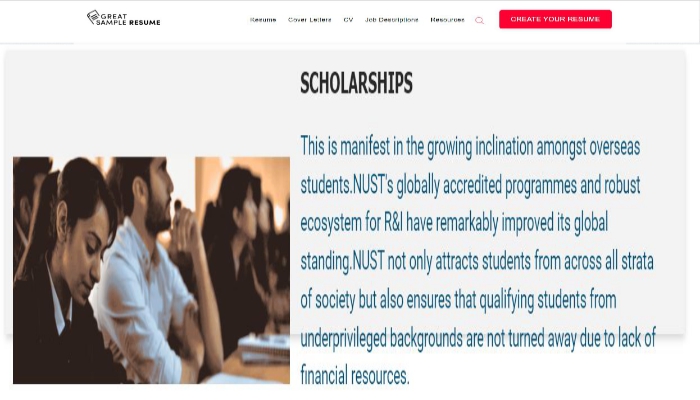 GREAT
SAMPLE RESUME
Resume Cover Letters CV Job Descriptions Resources CREATE YOUR RESUME
SCHOLARSHIPS
This is manifest in the growing inclination amongst overseas
students.NUST's globally accredited programmes and robust
ecosystem for R&I have remarkably improved its global
standing.NUST not only attracts students from across all strata
of society but also ensures that qualifying students from
underprivileged backgrounds are not turned away due to lack of
financial resources.